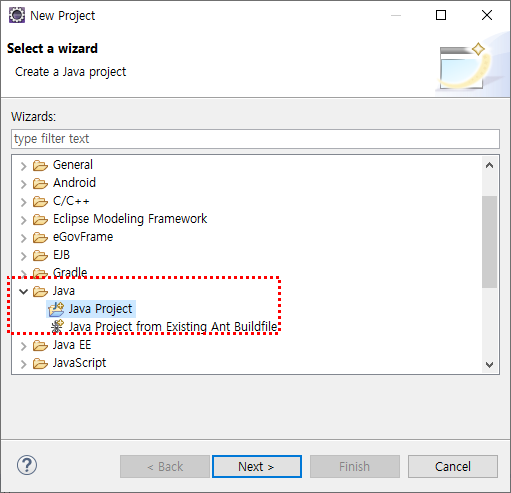 New Project
Select a wizard
Create a Java project
Wizards:
type filter text
General
Android
C/C++
Eclipse Modeling Framework
eGovFrame
EJB
Gradle
Java
Java Project
Java Project from Existing Ant Buildfile
Java EE
JavaScript
?
< Back
Next >
Finish
Cancel